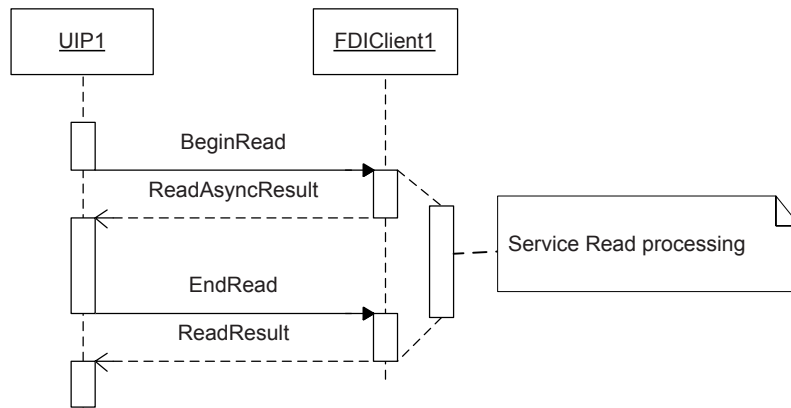 UIP1
FDIClient1
BeginRead
ReadAsyncResult
Service Read processing
EndRead
ReadResult